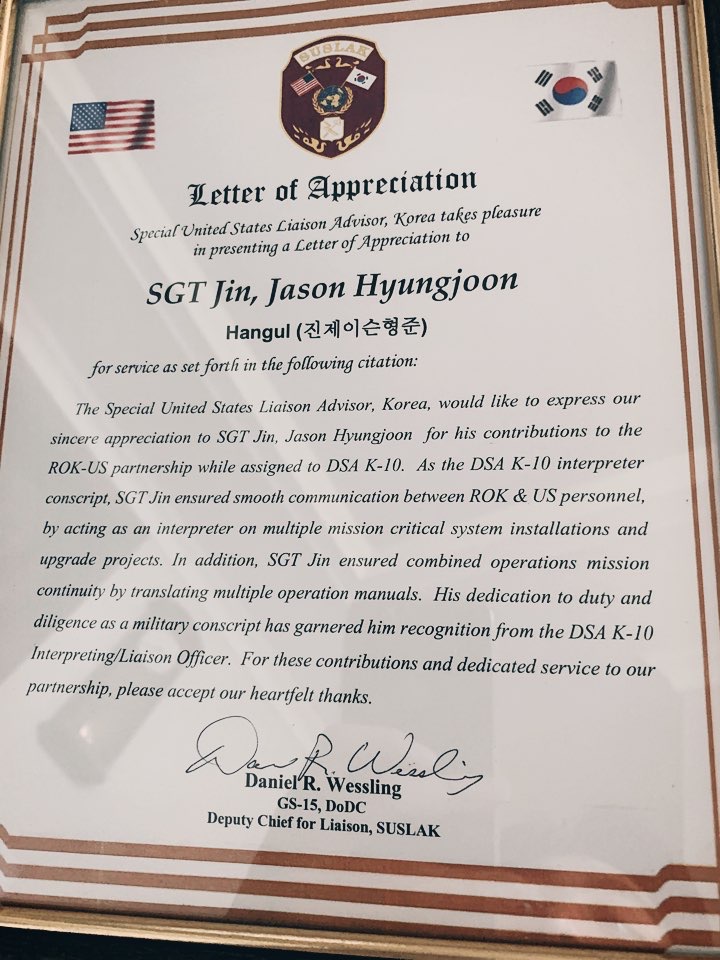 SUSLAK
Letter of Appreciation
Special United States Liaison Advisor, Korea takes pleasure
in presenting a Letter of Appreciation to
SGT Jin, Jason Hyungjoon
Hangul (진제이슨형준)
for service as set forth in the following citation:
The Special United States Liaison Advisor, Korea, would like to express our
sincere appreciation to SGT Jin, Jason Hyungjoon for his contributions to the
ROK-US partnership while assigned to DSA K-10. As the DSA K-10 interpreter
conscript, SGT Jin ensured smooth communication between ROK & US personnel,
by acting as an interpreter on multiple mission critical system installations and
upgrade projects. In addition, SGT Jin ensured combined operations mission
continuity by translating multiple operation manuals. His dedication to duty and
diligence as a military conscript has garnered him recognition from the DSA K-10
Interpreting/Liaison Officer. For these contributions and dedicated service to our
partnership, please accept our heartfelt thanks.
Daniel R. Wessling
Daniel R. Wessling
GS-15, DoDC
Deputy Chief for Liaison, SUSLAK